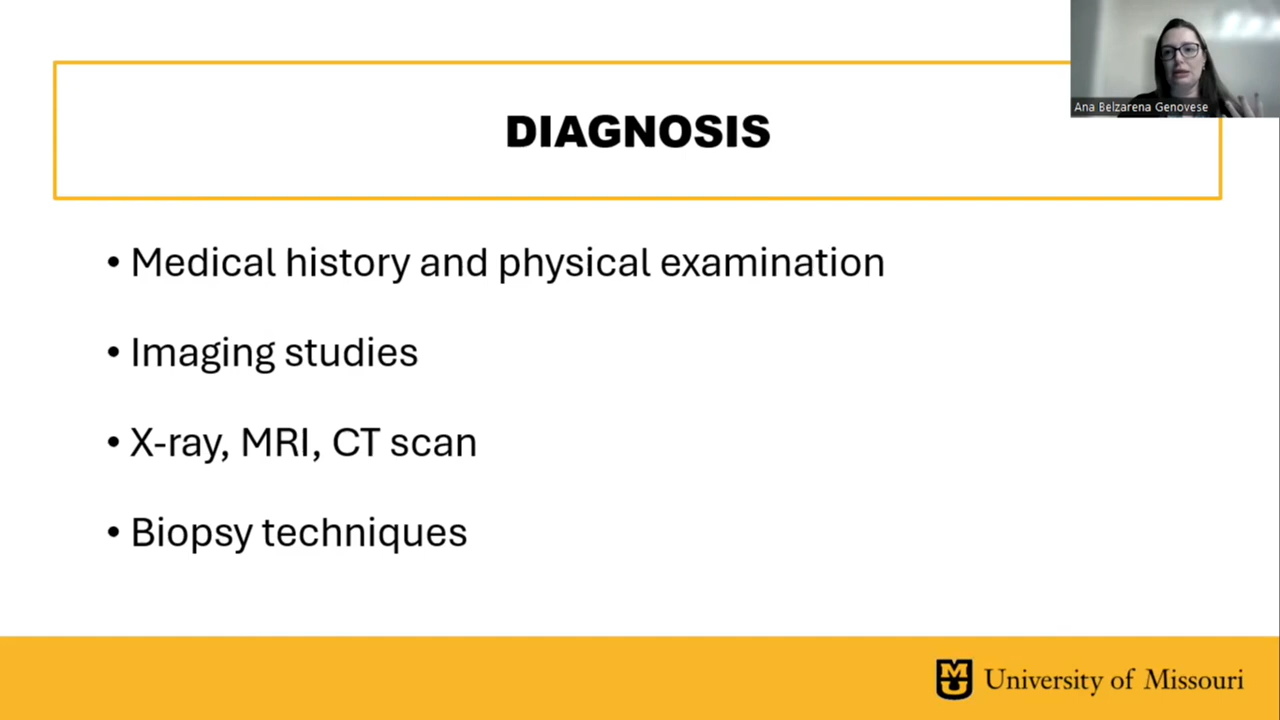 Ana Belzarena Genovese
DIAGNOSIS
• Medical history and physical examination
• Imaging studies
• X-ray, MRI, CT scan
• Biopsy techniques
MU
University of Missouri